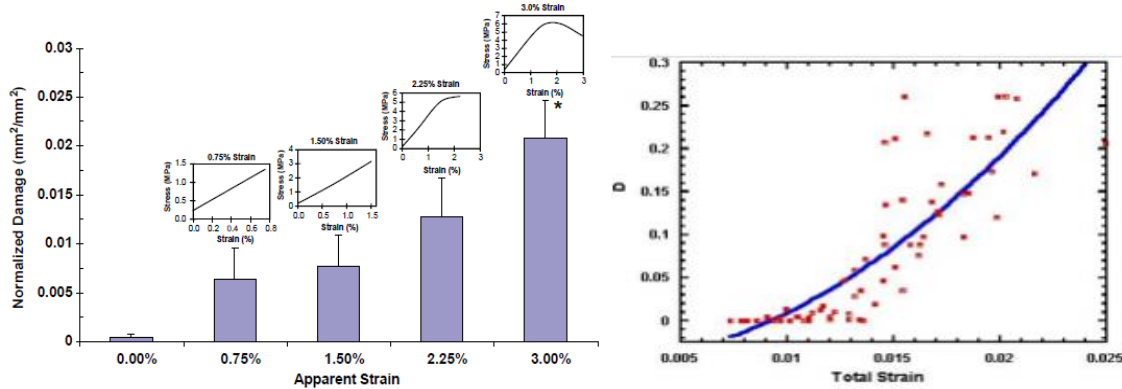 3.0% Strain
Stress (MPa)
7
6
5
4
3
2
1
0
0 1 2 3
Strain (%)
2.25% Strain
Stress (MPa)
6
5
4
3
2
1
0
0 1 2 3
Strain (%)
1.50% Strain
Stress (MPa)
4
3
2
1
0
0.0 0.5 1.0 1.5
Strain (%)
0.75% Strain
Stress (MPa)
1.5
1.0
0.5
0.0
0.0 0.2 0.4 0.6 0.8
Strain (%)
*
Normalized Damage (mm²/mm²)
0.03
0.025
0.02
0.015
0.01
0.005
0
0.00% 0.75% 1.50% 2.25% 3.00%
Apparent Strain
D
0.3
0.25
0.2
0.15
0.1
0.05
0
0.005 0.01 0.015 0.02 0.025
Total Strain